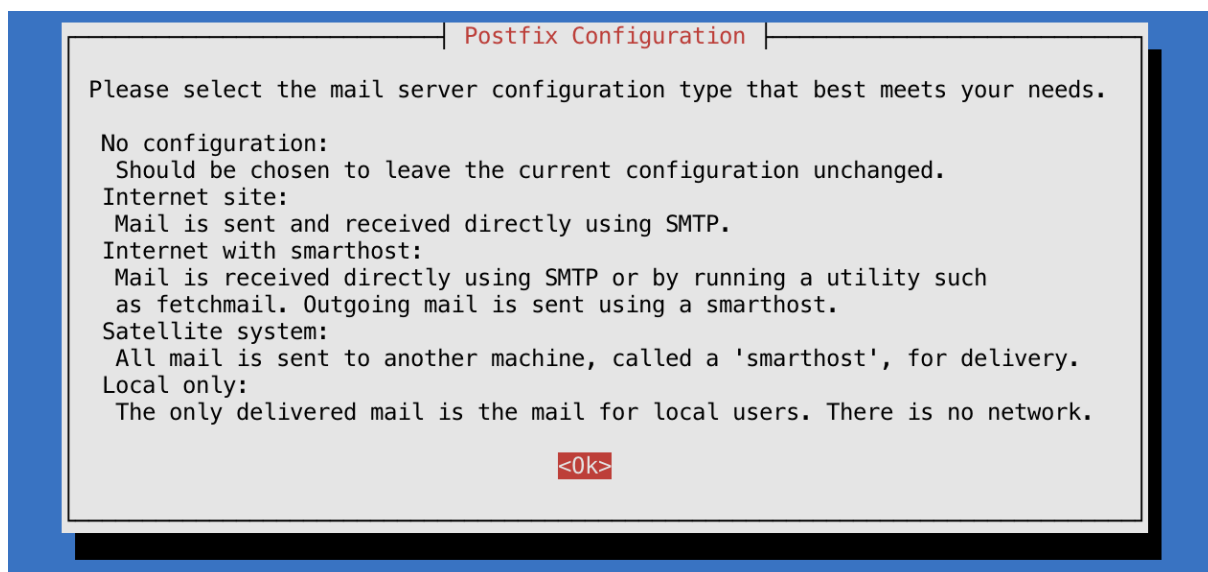 Postfix Configuration
Please select the mail server configuration type that best meets your needs.
No configuration:
Should be chosen to leave the current configuration unchanged.
Internet site:
Mail is sent and received directly using SMTP.
Internet with smarthost:
Mail is received directly using SMTP or by running a utility such
as fetchmail. Outgoing mail is sent using a smarthost.
Satellite system:
All mail is sent to another machine, called a 'smarthost', for delivery.
Local only:
The only delivered mail is the mail for local users. There is no network.
<Ok>